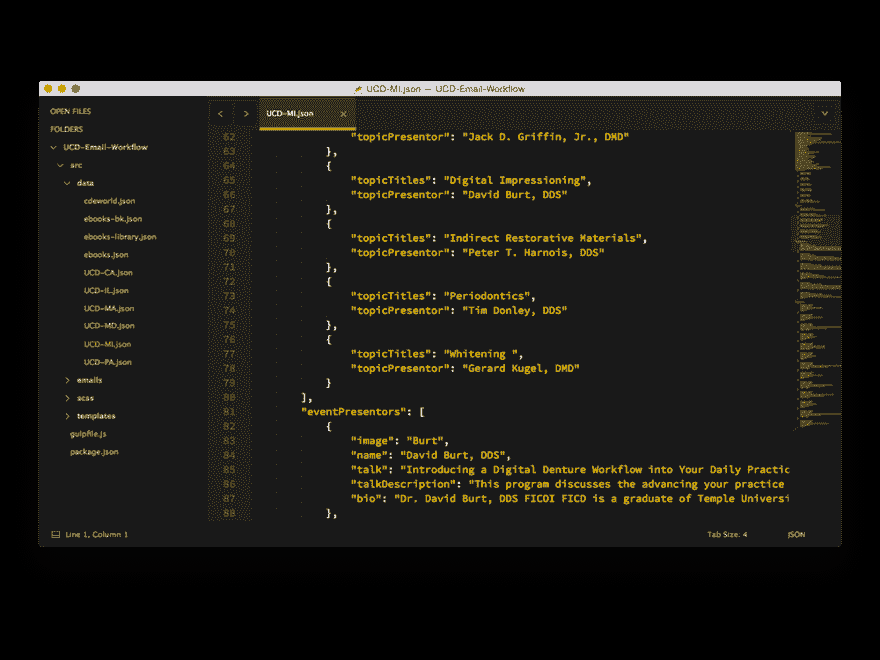 UCD-MI.json — UCD-Email-Workflow
OPEN FILES
FOLDERS
UCD-Email-Workflow
src
data
cdeworld.json
ebooks-bk.json
ebooks-library.json
ebooks.json
UCD-CA.json
UCD-IL.json
UCD-MA.json
UCD-MD.json
UCD-MI.json
UCD-PA.json
emails
scss
templates
gulpfile.js
package.json
UCD-MI.json
62 "topicPresentor": "Jack D. Griffin, Jr., DMD"
63 },
64 {
65 "topicTitles": "Digital Impressioning",
66 "topicPresentor": "David Burt, DDS"
67 },
68 {
69 "topicTitles": "Indirect Restorative Materials",
70 "topicPresentor": "Peter T. Harnois, DDS"
71 },
72 {
73 "topicTitles": "Periodontics",
74 "topicPresentor": "Tim Donley, DDS"
75 },
76 {
77 "topicTitles": "Whitening ",
78 "topicPresentor": "Gerard Kugel, DMD"
79 }
80 ],
81 "eventPresentors": [
82 {
83 "image": "Burt",
84 "name": "David Burt, DDS",
85 "talk": "Introducing a Digital Denture Workflow into Your Daily Practic
86 "talkDescription": "This program discusses the advancing your practice
87 "bio": "Dr. David Burt, DDS FICOI FICD is a graduate of Temple Universi
88 },
Line 1, Column 1
Tab Size: 4
JSON